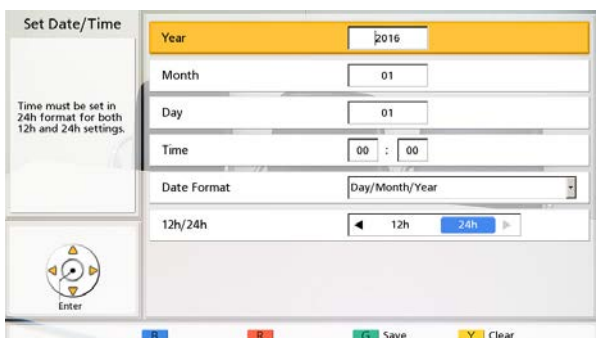 Set Date/Time
Time must be set in
24h format for both
12h and 24h settings.
Enter
Year 2016
Month 01
Day 01
Time 00 : 00
Date Format Day/Month/Year
12h/24h 12h 24h
B R G Save Y Clear